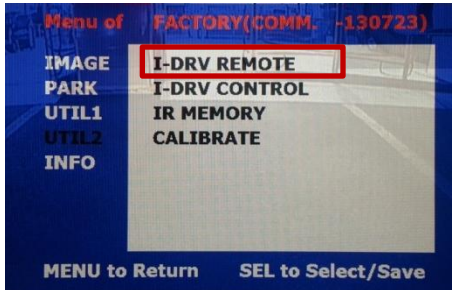 Menu of FACTORY(COMM. -130723)
IMAGE I-DRV REMOTE
PARK I-DRV CONTROL
UTIL1 IR MEMORY
UTIL2 CALIBRATE
INFO
MENU to Return SEL to Select/Save